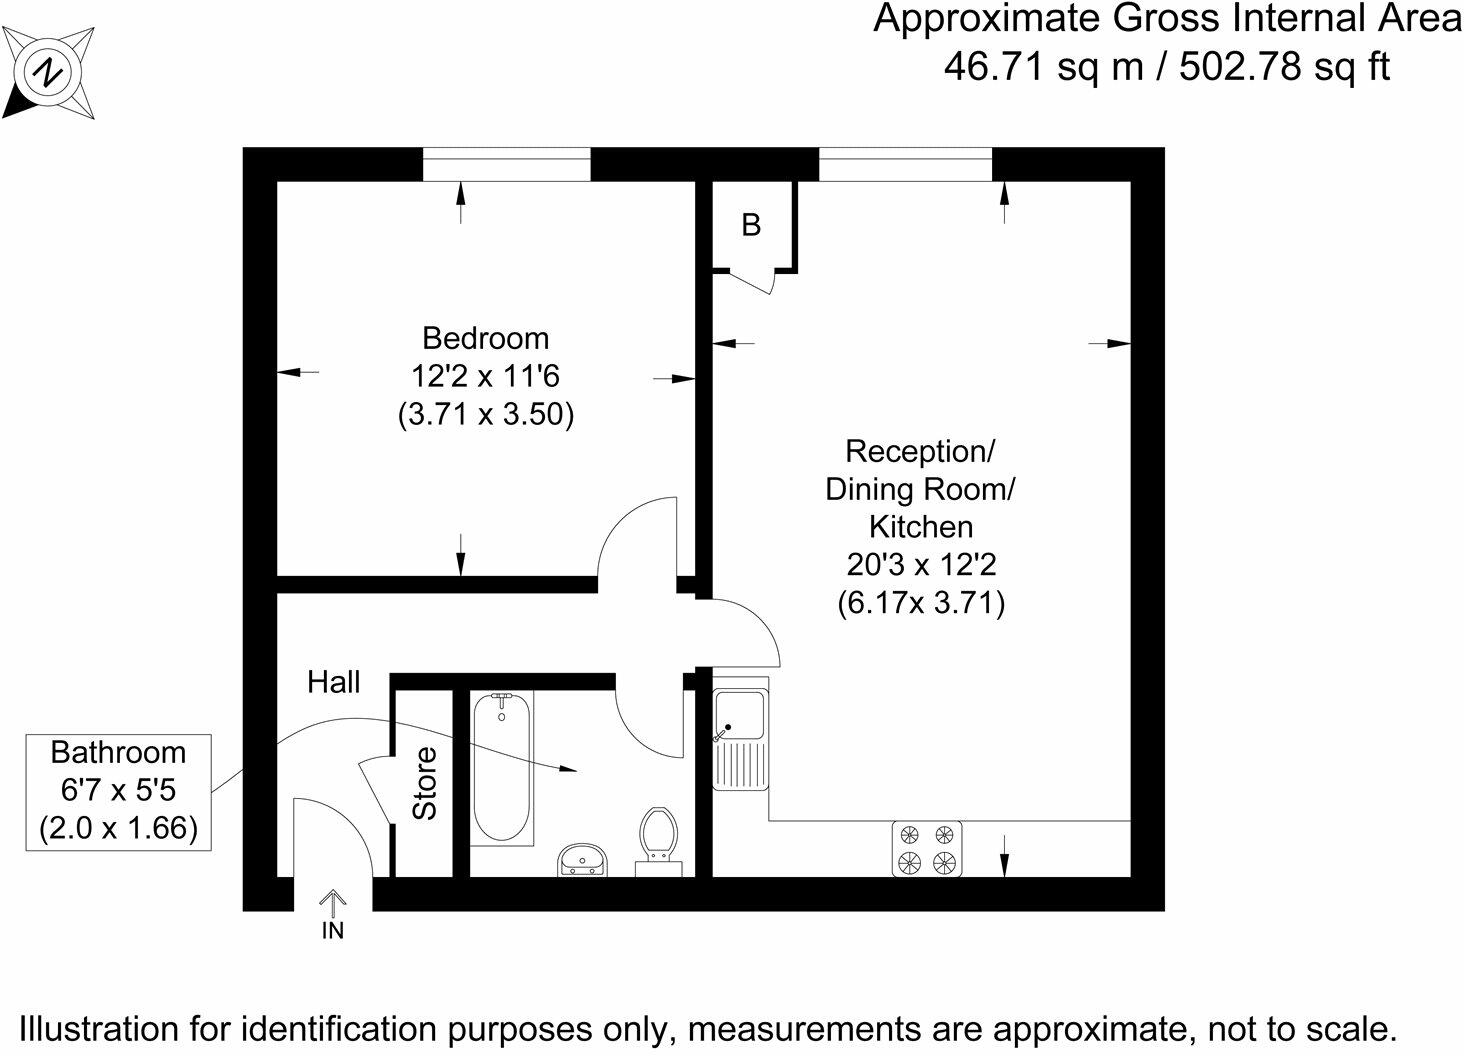 Approximate Gross Internal Area
46.71 sq m / 502.78 sq ft
N
B
Bedroom
12'2 x 11'6
(3.71 x 3.50)
Reception/
Dining Room/
Kitchen
20'3 x 12'2
(6.17x 3.71)
Hall
Bathroom
6'7 x 5'5
(2.0 x 1.66)
Store
IN
Illustration for identification purposes only, measurements are approximate, not to scale.